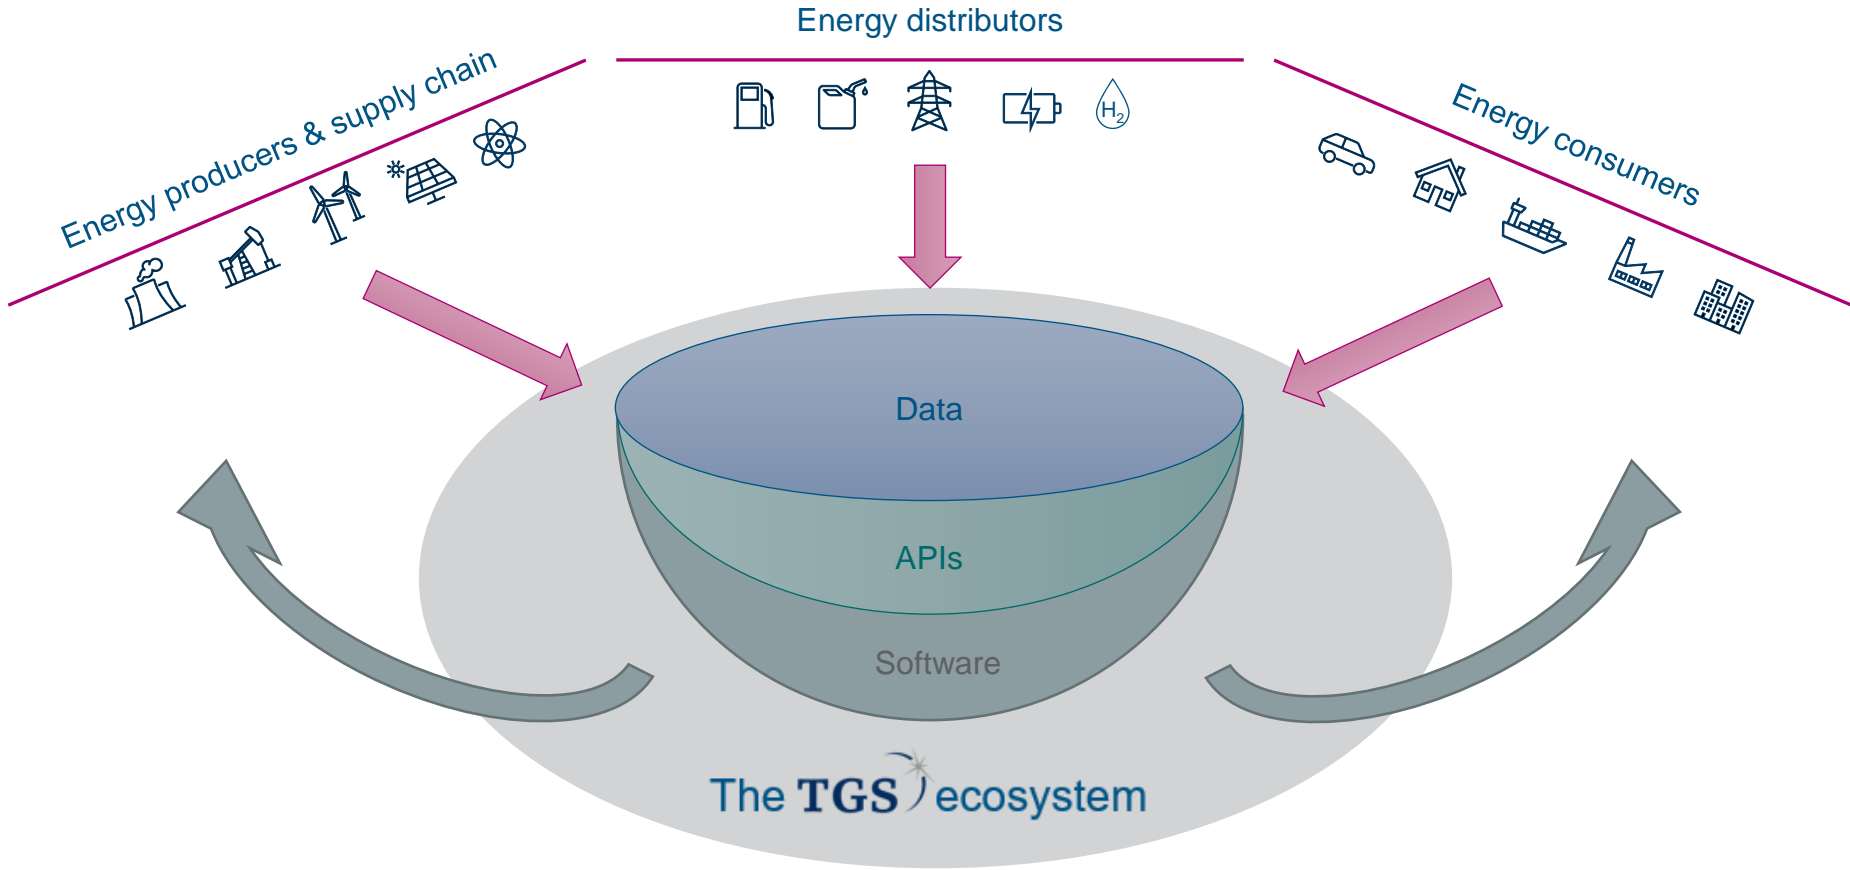 Energy distributors
Energy producers & supply chain
Energy consumers
H₂
Data
APIs
Software
The TGS ecosystem